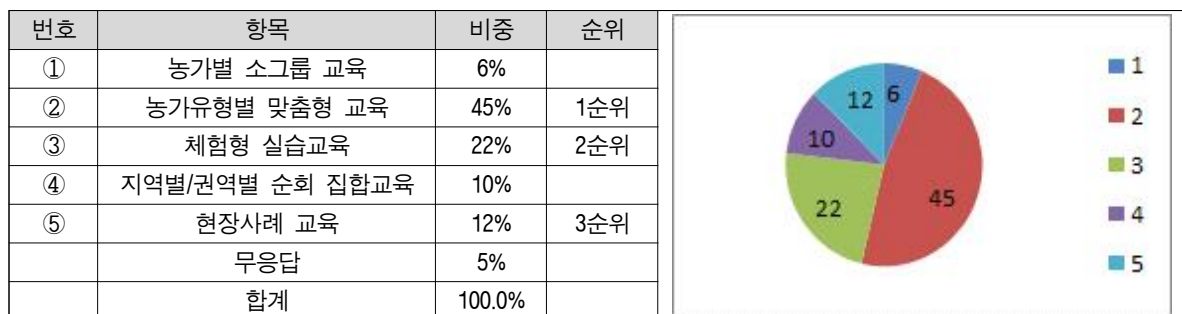 번호 항목 비중 순위
① 농가별 소그룹 교육 6%
② 농가유형별 맞춤형 교육 45% 1순위
③ 체험형 실습교육 22% 2순위
④ 지역별/권역별 순회 집합교육 10%
⑤ 현장사례 교육 12% 3순위
무응답 5%
합계 100.0%
12 6
10
22 45
1
2
3
4
5